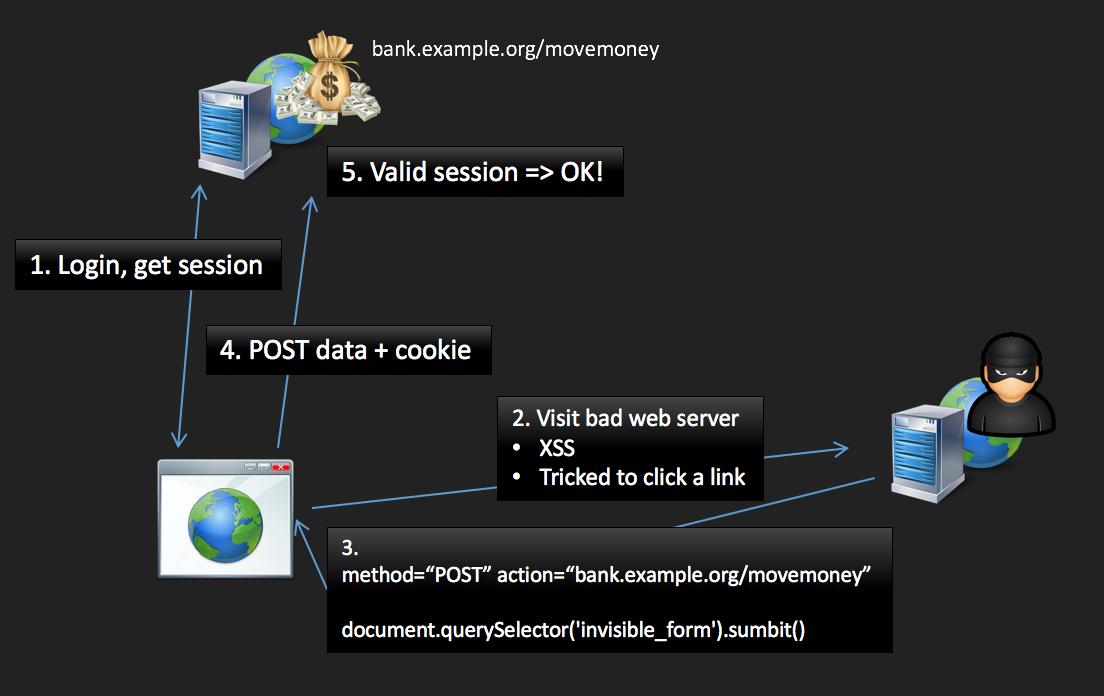 bank.example.org/movemoney
$
5. Valid session => OK!
1. Login, get session
4. POST data + cookie
2. Visit bad web server
• XSS
• Tricked to click a link
3.
method=“POST” action=“bank.example.org/movemoney”
document.querySelector('invisible_form').sumbit()